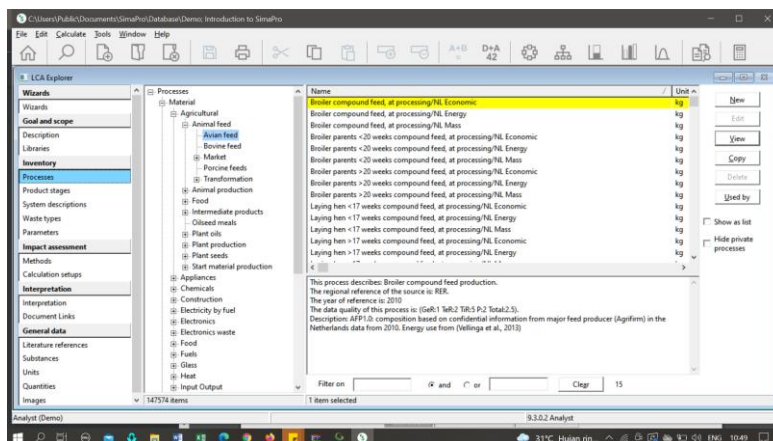 C:\Users\Public\Documents\SimaPro\Database\Demo; Introduction to SimaPro
File Edit Calculate Tools Window Help
A+B
D+A
42
LCA Explorer
Wizards
Wizards
Goal and scope
Description
Libraries
Inventory
Processes
Product stages
System descriptions
Waste types
Parameters
Impact assessment
Methods
Calculation setups
Interpretation
Interpretation
Document Links
General data
Literature references
Substances
Units
Quantities
Images
Processes
Material
Agricultural
Animal feed
Avian feed
Bovine feed
Market
Porcine feeds
Transformation
Animal production
Food
Intermediate products
Oilseed meals
Plant oils
Plant production
Plant seeds
Start material production
Appliances
Chemicals
Construction
Electricity by fuel
Electronics
Electronics waste
Food
Fuels
Glass
Heat
Input Output
147574 items
Name / Unit
Broiler compound feed, at processing/NL Economic kg
Broiler compound feed, at processing/NL Energy kg
Broiler compound feed, at processing/NL Mass kg
Broiler parents <20 weeks compound feed, at processing/NL Economic kg
Broiler parents <20 weeks compound feed, at processing/NL Energy kg
Broiler parents <20 weeks compound feed, at processing/NL Mass kg
Broiler parents >20 weeks compound feed, at processing/NL Economic kg
Broiler parents >20 weeks compound feed, at processing/NL Energy kg
Broiler parents >20 weeks compound feed, at processing/NL Mass kg
Laying hen <17 weeks compound feed, at processing/NL Economic kg
Laying hen <17 weeks compound feed, at processing/NL Energy kg
Laying hen <17 weeks compound feed, at processing/NL Mass kg
Laying hen >17 weeks compound feed, at processing/NL Economic kg
Laying hen >17 weeks compound feed, at processing/NL Energy kg
This process describes: Broiler compound feed production.
The regional reference of the source is: RER.
The year of reference is: 2010
The data quality of this process is: (GeR:1 TeR:2 TiR:5 P:2 Total:2.5).
Description: AFP1.0: composition based on confidential information from major feed producer (Agrifirm) in the
Netherlands data from 2010. Energy use from (Vellinga et al., 2013)
Filter on and or Clear 15
1 item selected
New
Edit
View
Copy
Delete
Used by
Show as list
Hide private
processes
Analyst (Demo) 9.3.0.2 Analyst
31°C Hujan rin. ENG 10:49